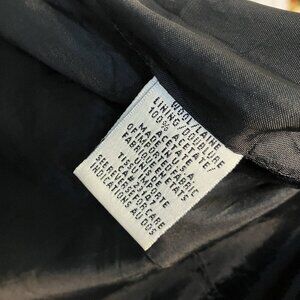 WOOL/LAINE
LINING/DOUBLURE
100% ACETATE/
ACETATE
MADE IN U.S.A.
OF IMPORTED FABRIC
FABRIQUE AUX
ETATS
UNIS DE
TISSU IMPORTE
SEE REVERSE FOR CARE
INDICATIONS AU DOS